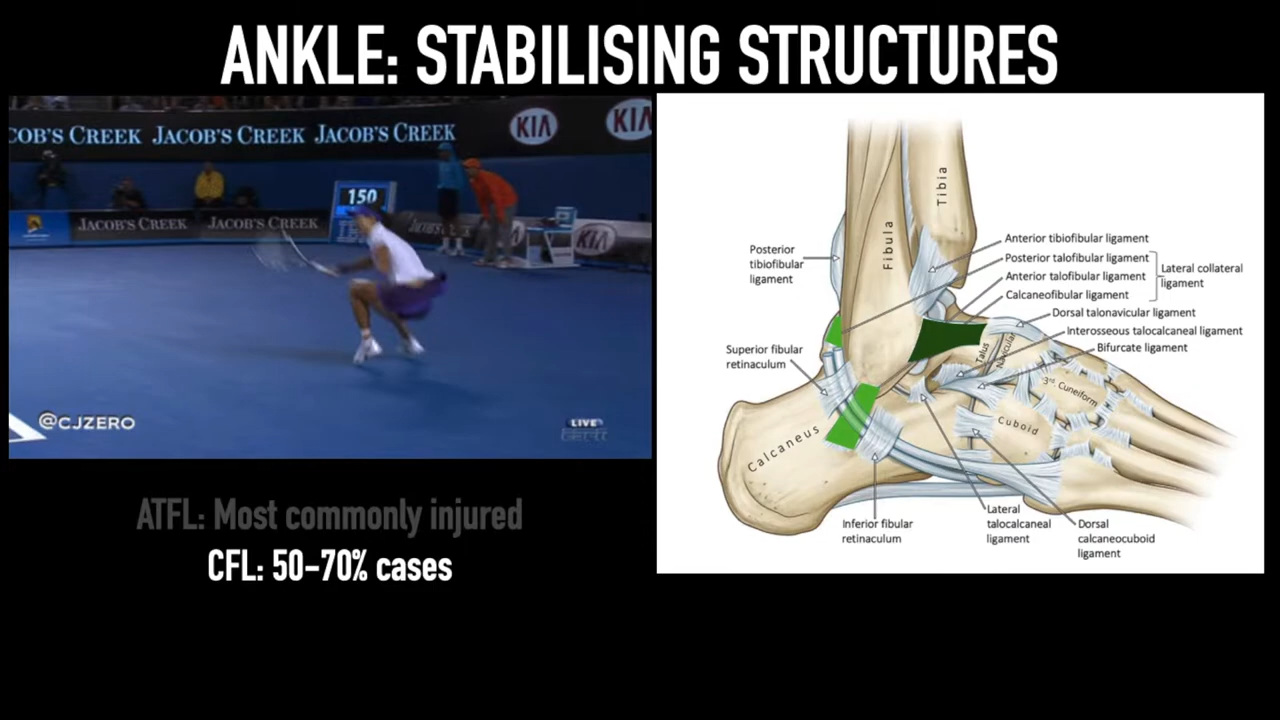 ANKLE: STABILISING STRUCTURES
COB'S CREEK JACOB'S CREEK JACOB'S CREEK
KIA
KIA
150
JACOB'S CREEK JACOB'S CREEK
KIA
@CJZERO
LIVE
ESPN
ATFL: Most commonly injured
CFL: 50-70% cases
Tibia
Fibula
Posterior
tibiofibular
ligament
Anterior tibiofibular ligament
Posterior talofibular ligament
Anterior talofibular ligament
Calcaneofibular ligament
Lateral collateral
ligament
Dorsal talonavicular ligament
Interosseous talocalcaneal ligament
Bifurcate ligament
Superior fibular
retinaculum
Talus
Navicular
3rd. Cuneiform
Cuboid
Calcaneus
Inferior fibular
retinaculum
Lateral
talocalcaneal
ligament
Dorsal
calcaneocuboid
ligament